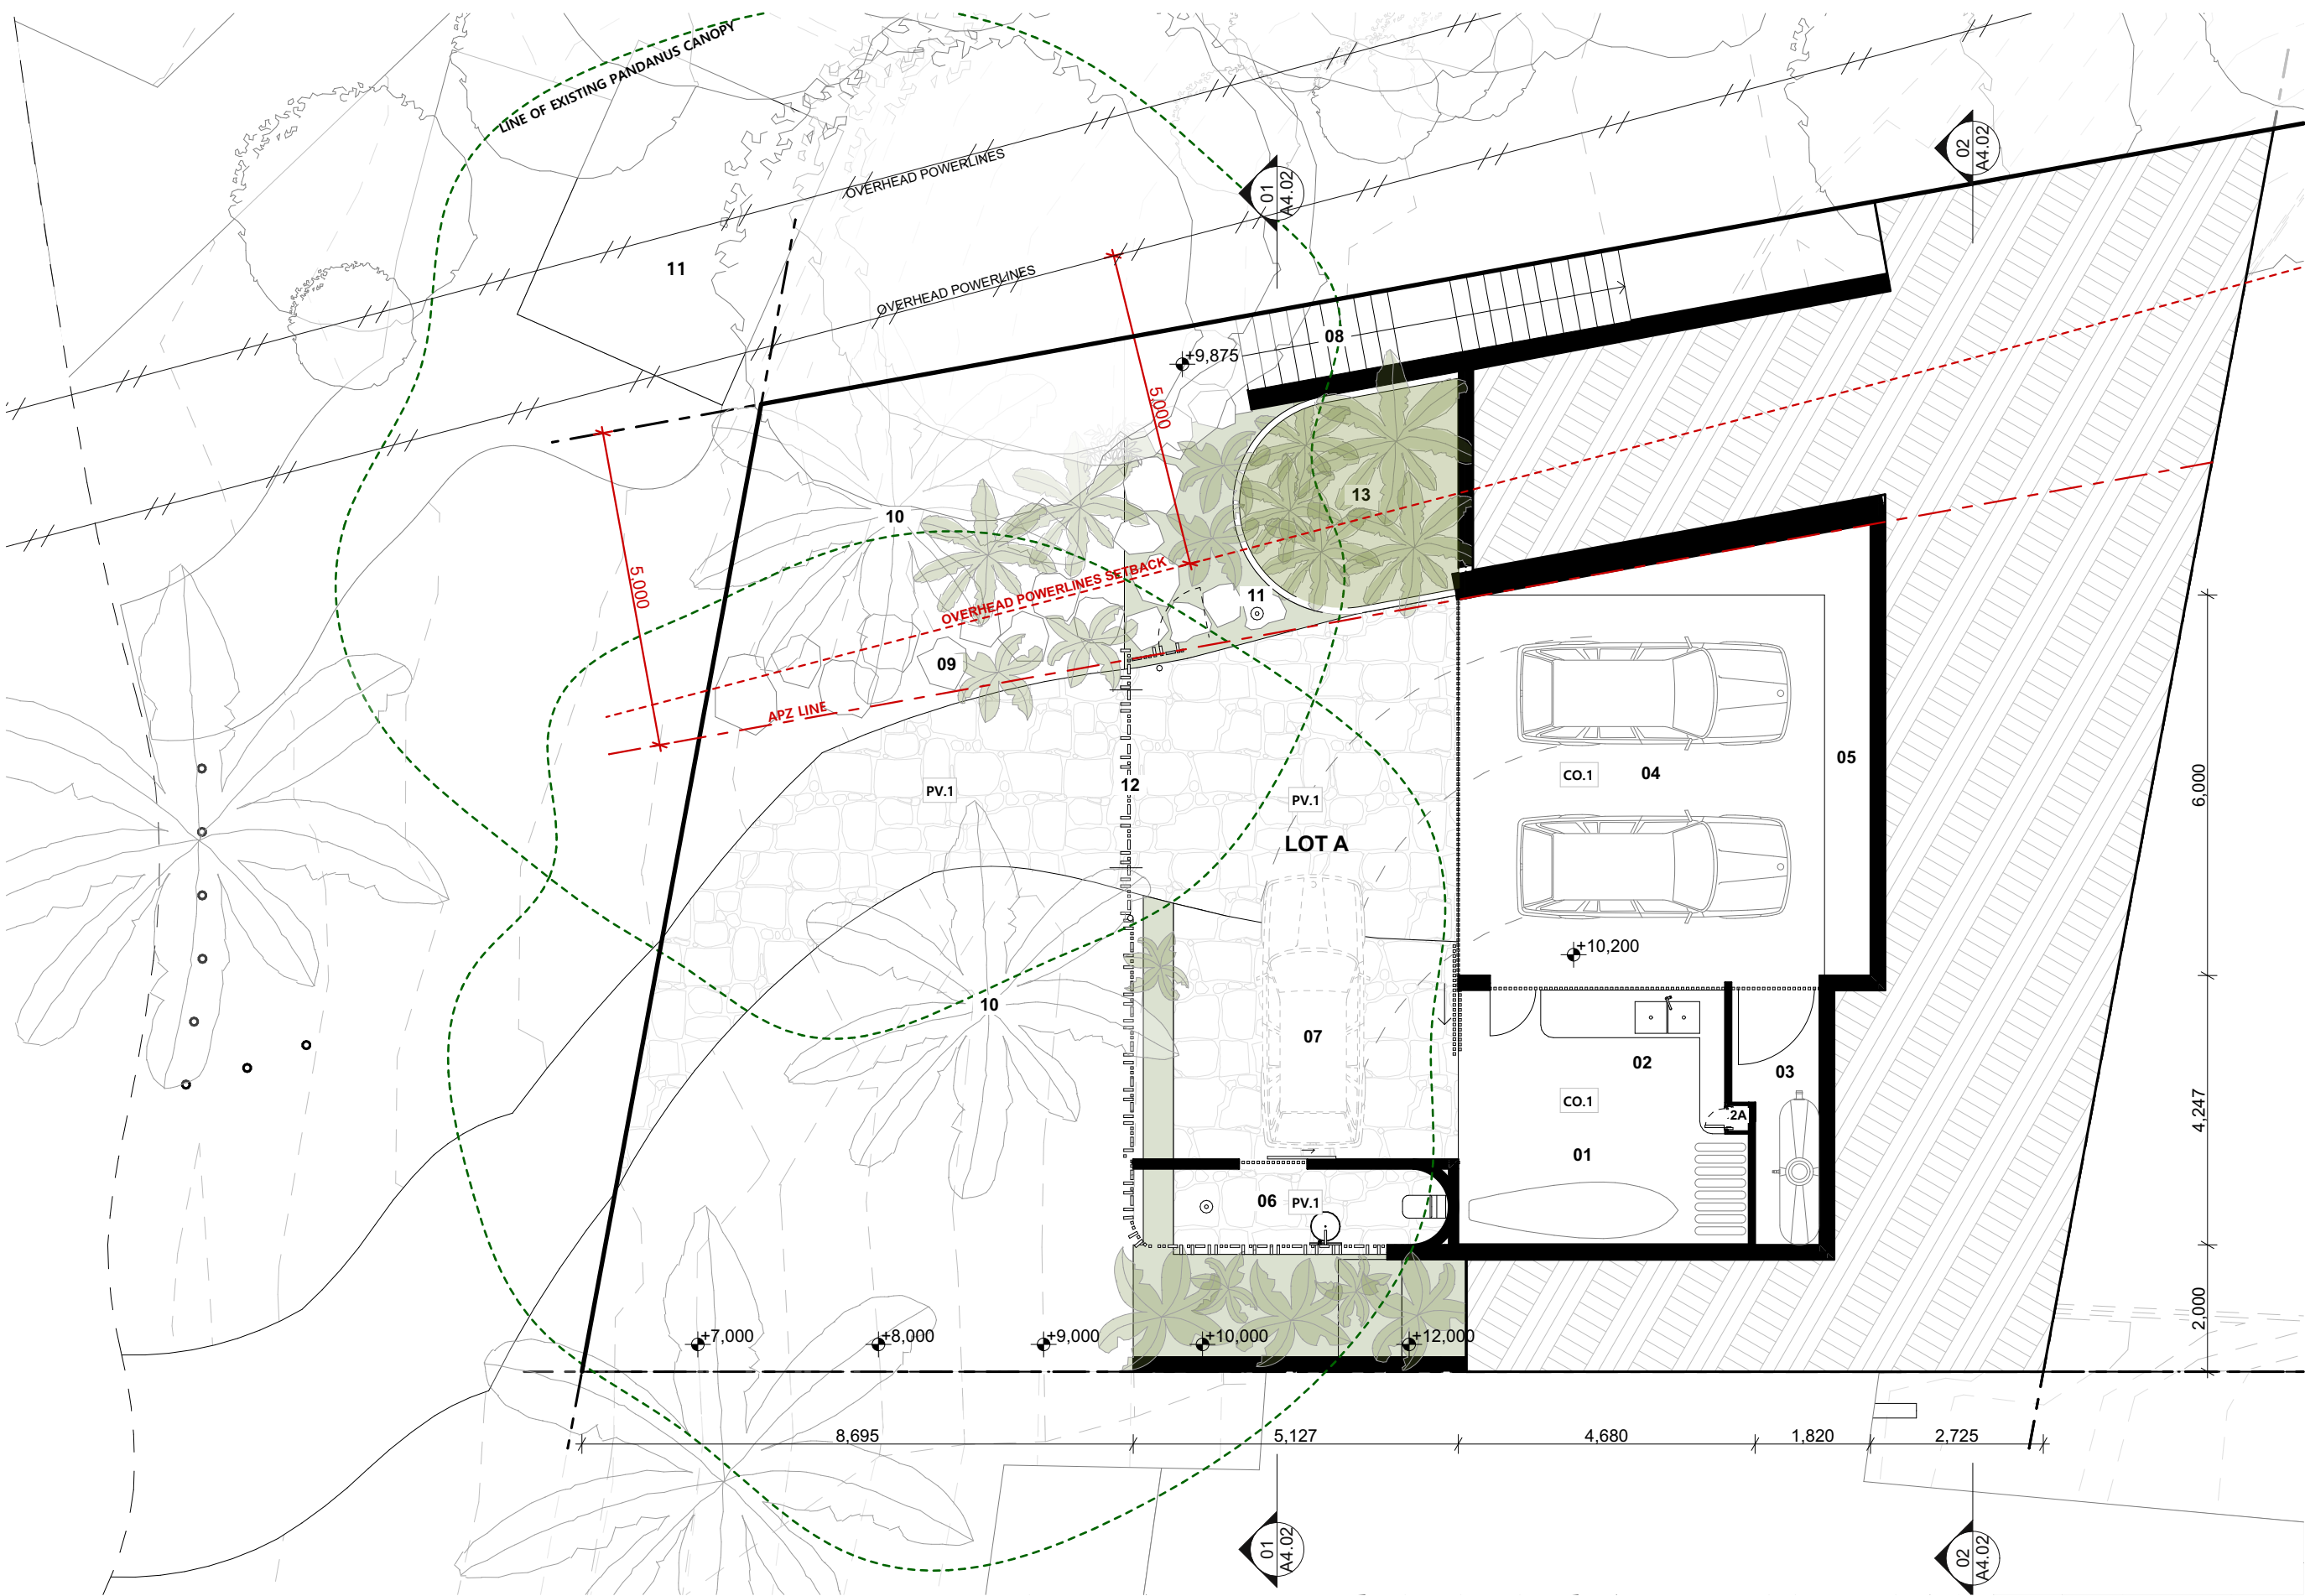 LINE OF EXISTING PANDANUS CANOPY
OVERHEAD POWERLINES
01
A4.02
02
A4.02
11
OVERHEAD POWERLINES
08
+9,875
5,000
13
10
5,000
OVERHEAD POWERLINES SETBACK
11
09
APZ LINE
12
PV.1
PV.1
LOT A
CO.1
04
05
6,000
+10,200
10
07
02
03
CO.1
2A
4,247
01
06
PV.1
2,000
+7,000
+8,000
+9,000
+10,000
+12,000
8,695
5,127
4,680
1,820
2,725
01
A4.02
02
A4.02